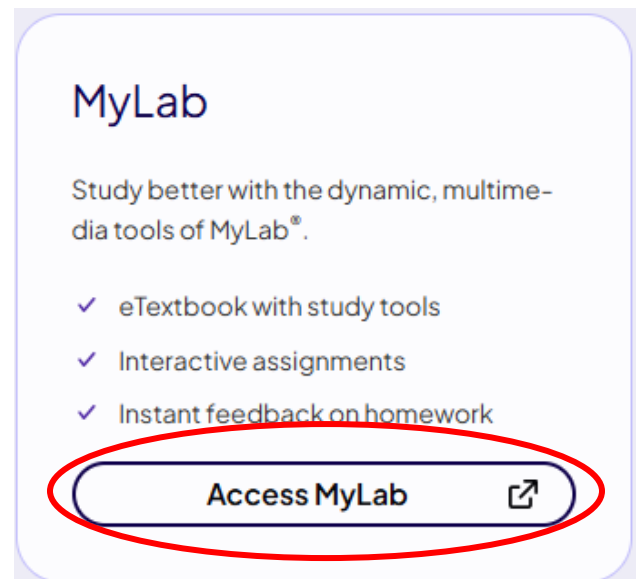 MyLab
Study better with the dynamic, multime-
dia tools of MyLab®.
eTextbook with study tools
Interactive assignments
Instant feedback on homework
Access MyLab